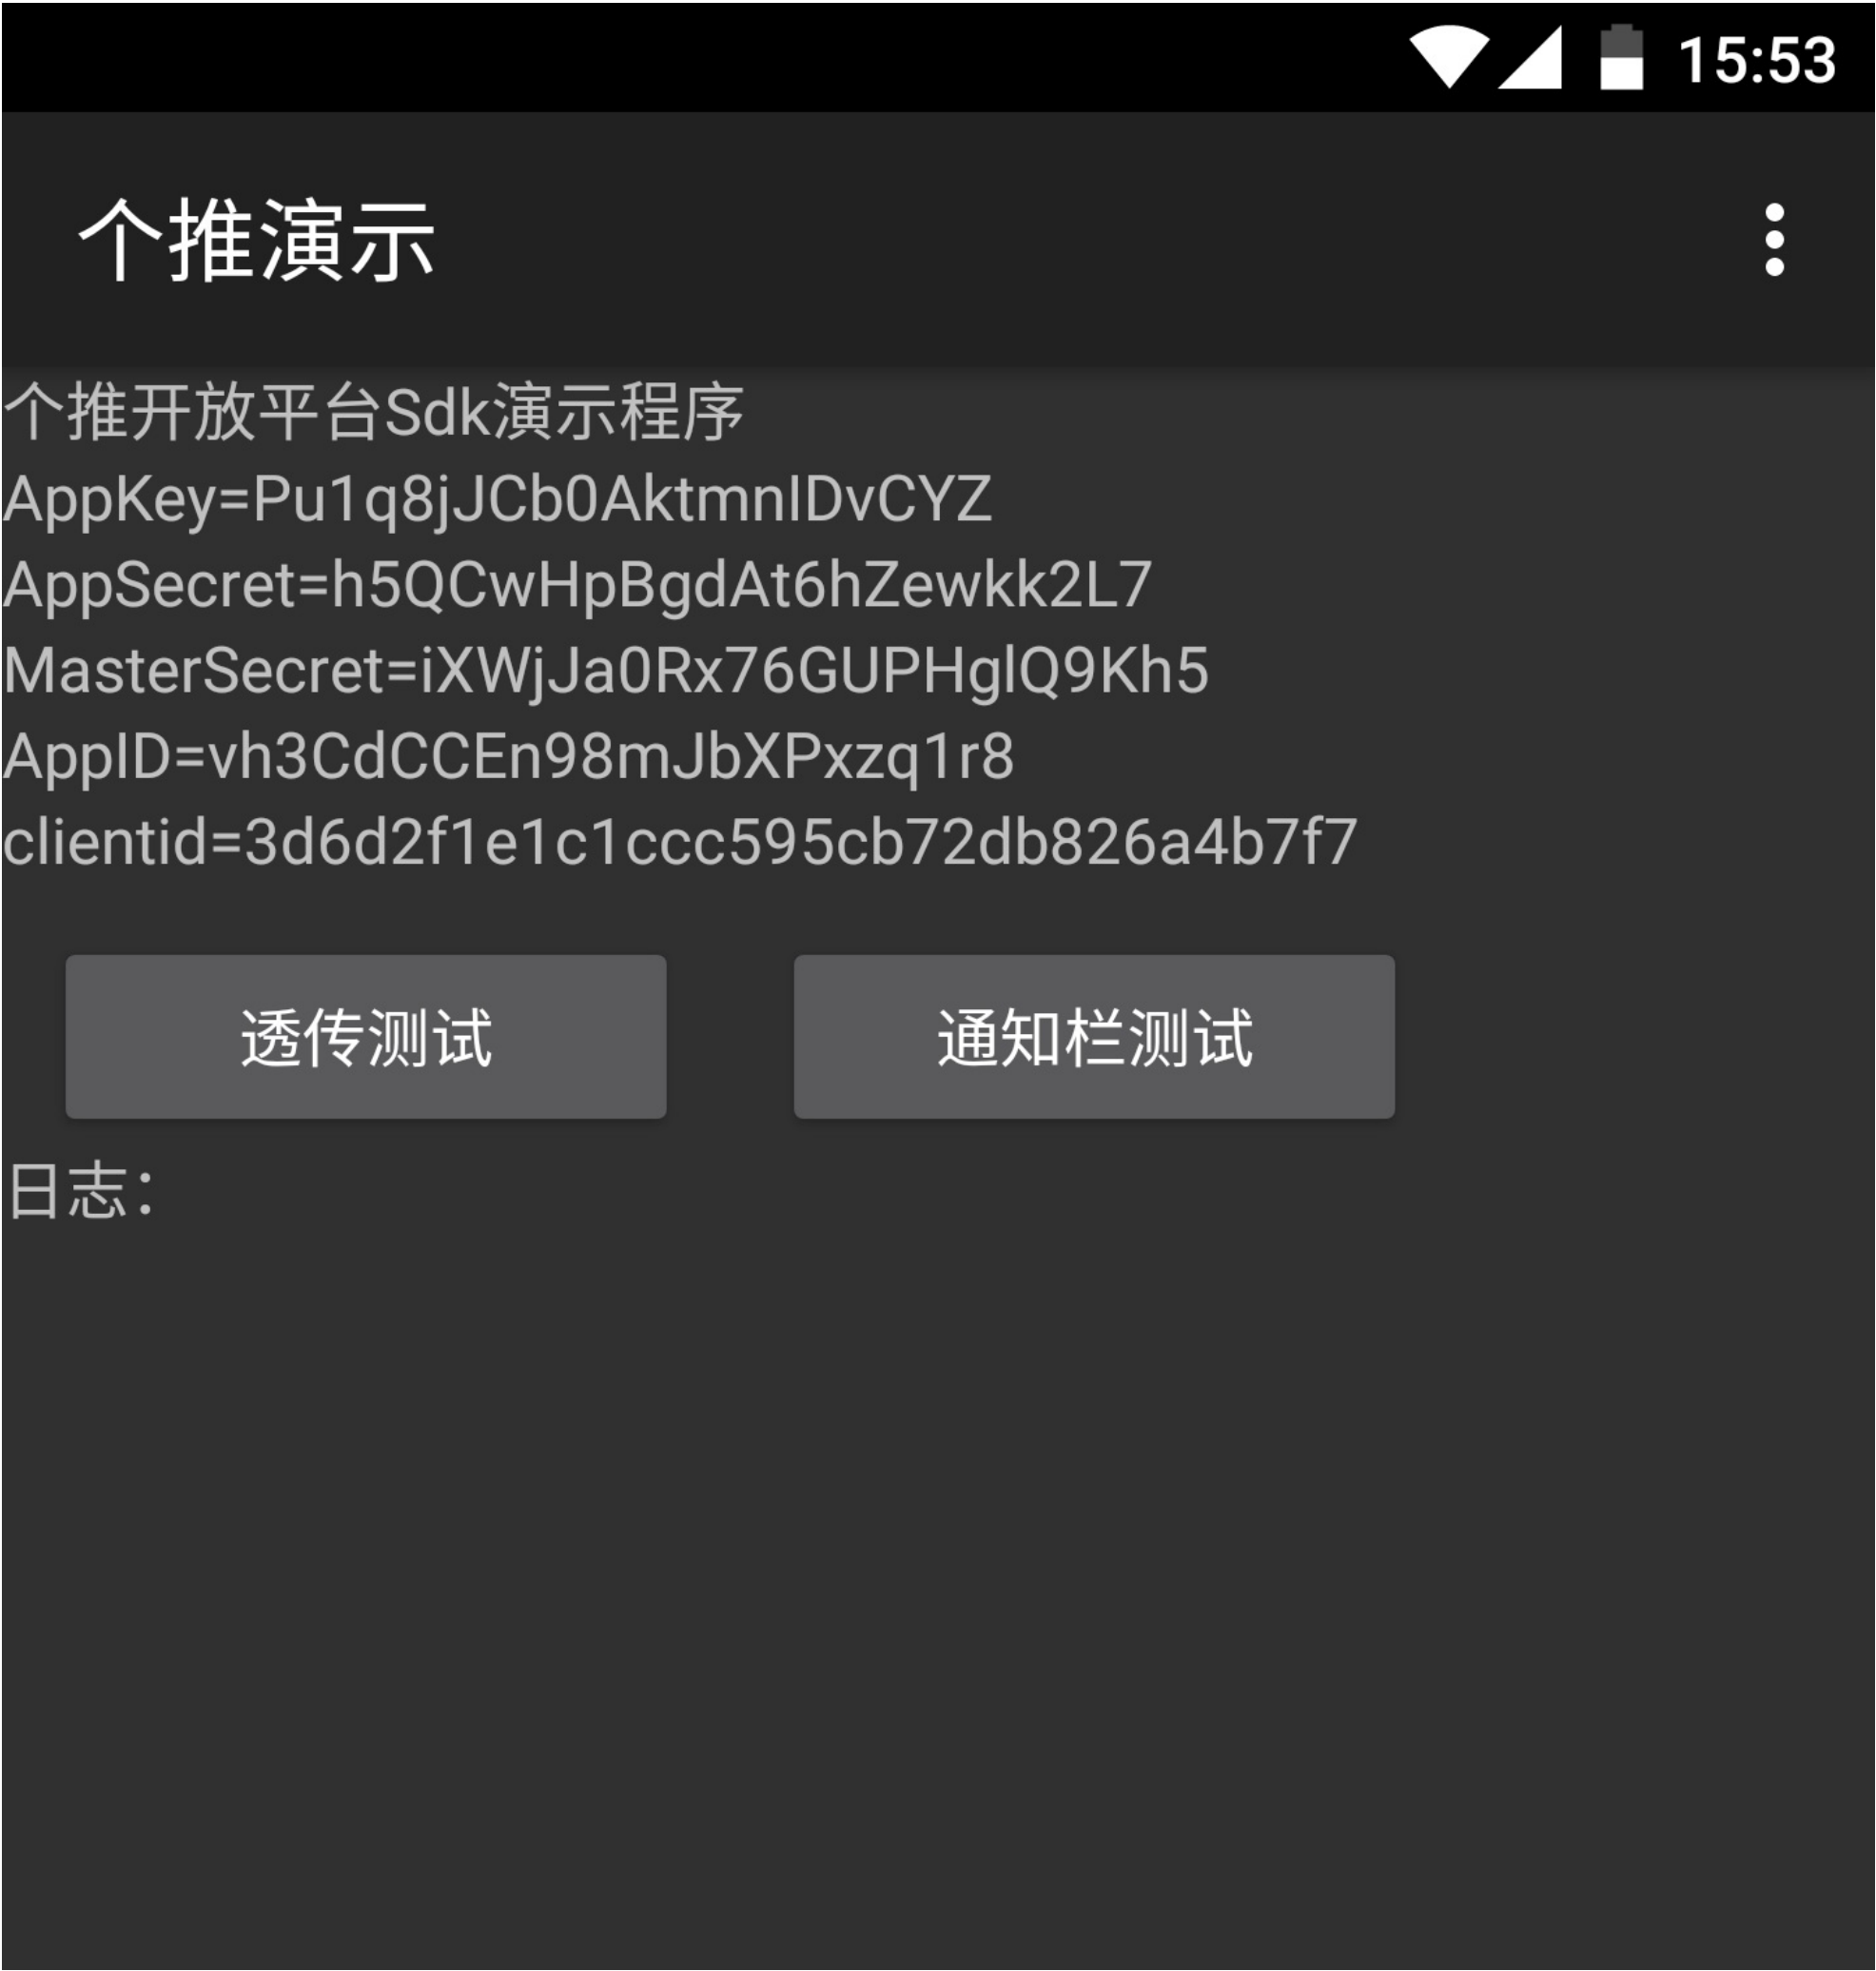 15:53
个推演示
个推开放平台Sdk演示程序
AppKey=Pu1q8jJCb0AktmnIDvCYZ
AppSecret=h5QCwHpBgdAt6hZewkk2L7
MasterSecret=iXWjJa0Rx76GUPHglQ9Kh5
AppID=vh3CdCCEn98mJbXPxzq1r8
clientid=3d6d2f1e1c1ccc595cb72db826a4b7f7
透传测试 通知栏测试
日志：